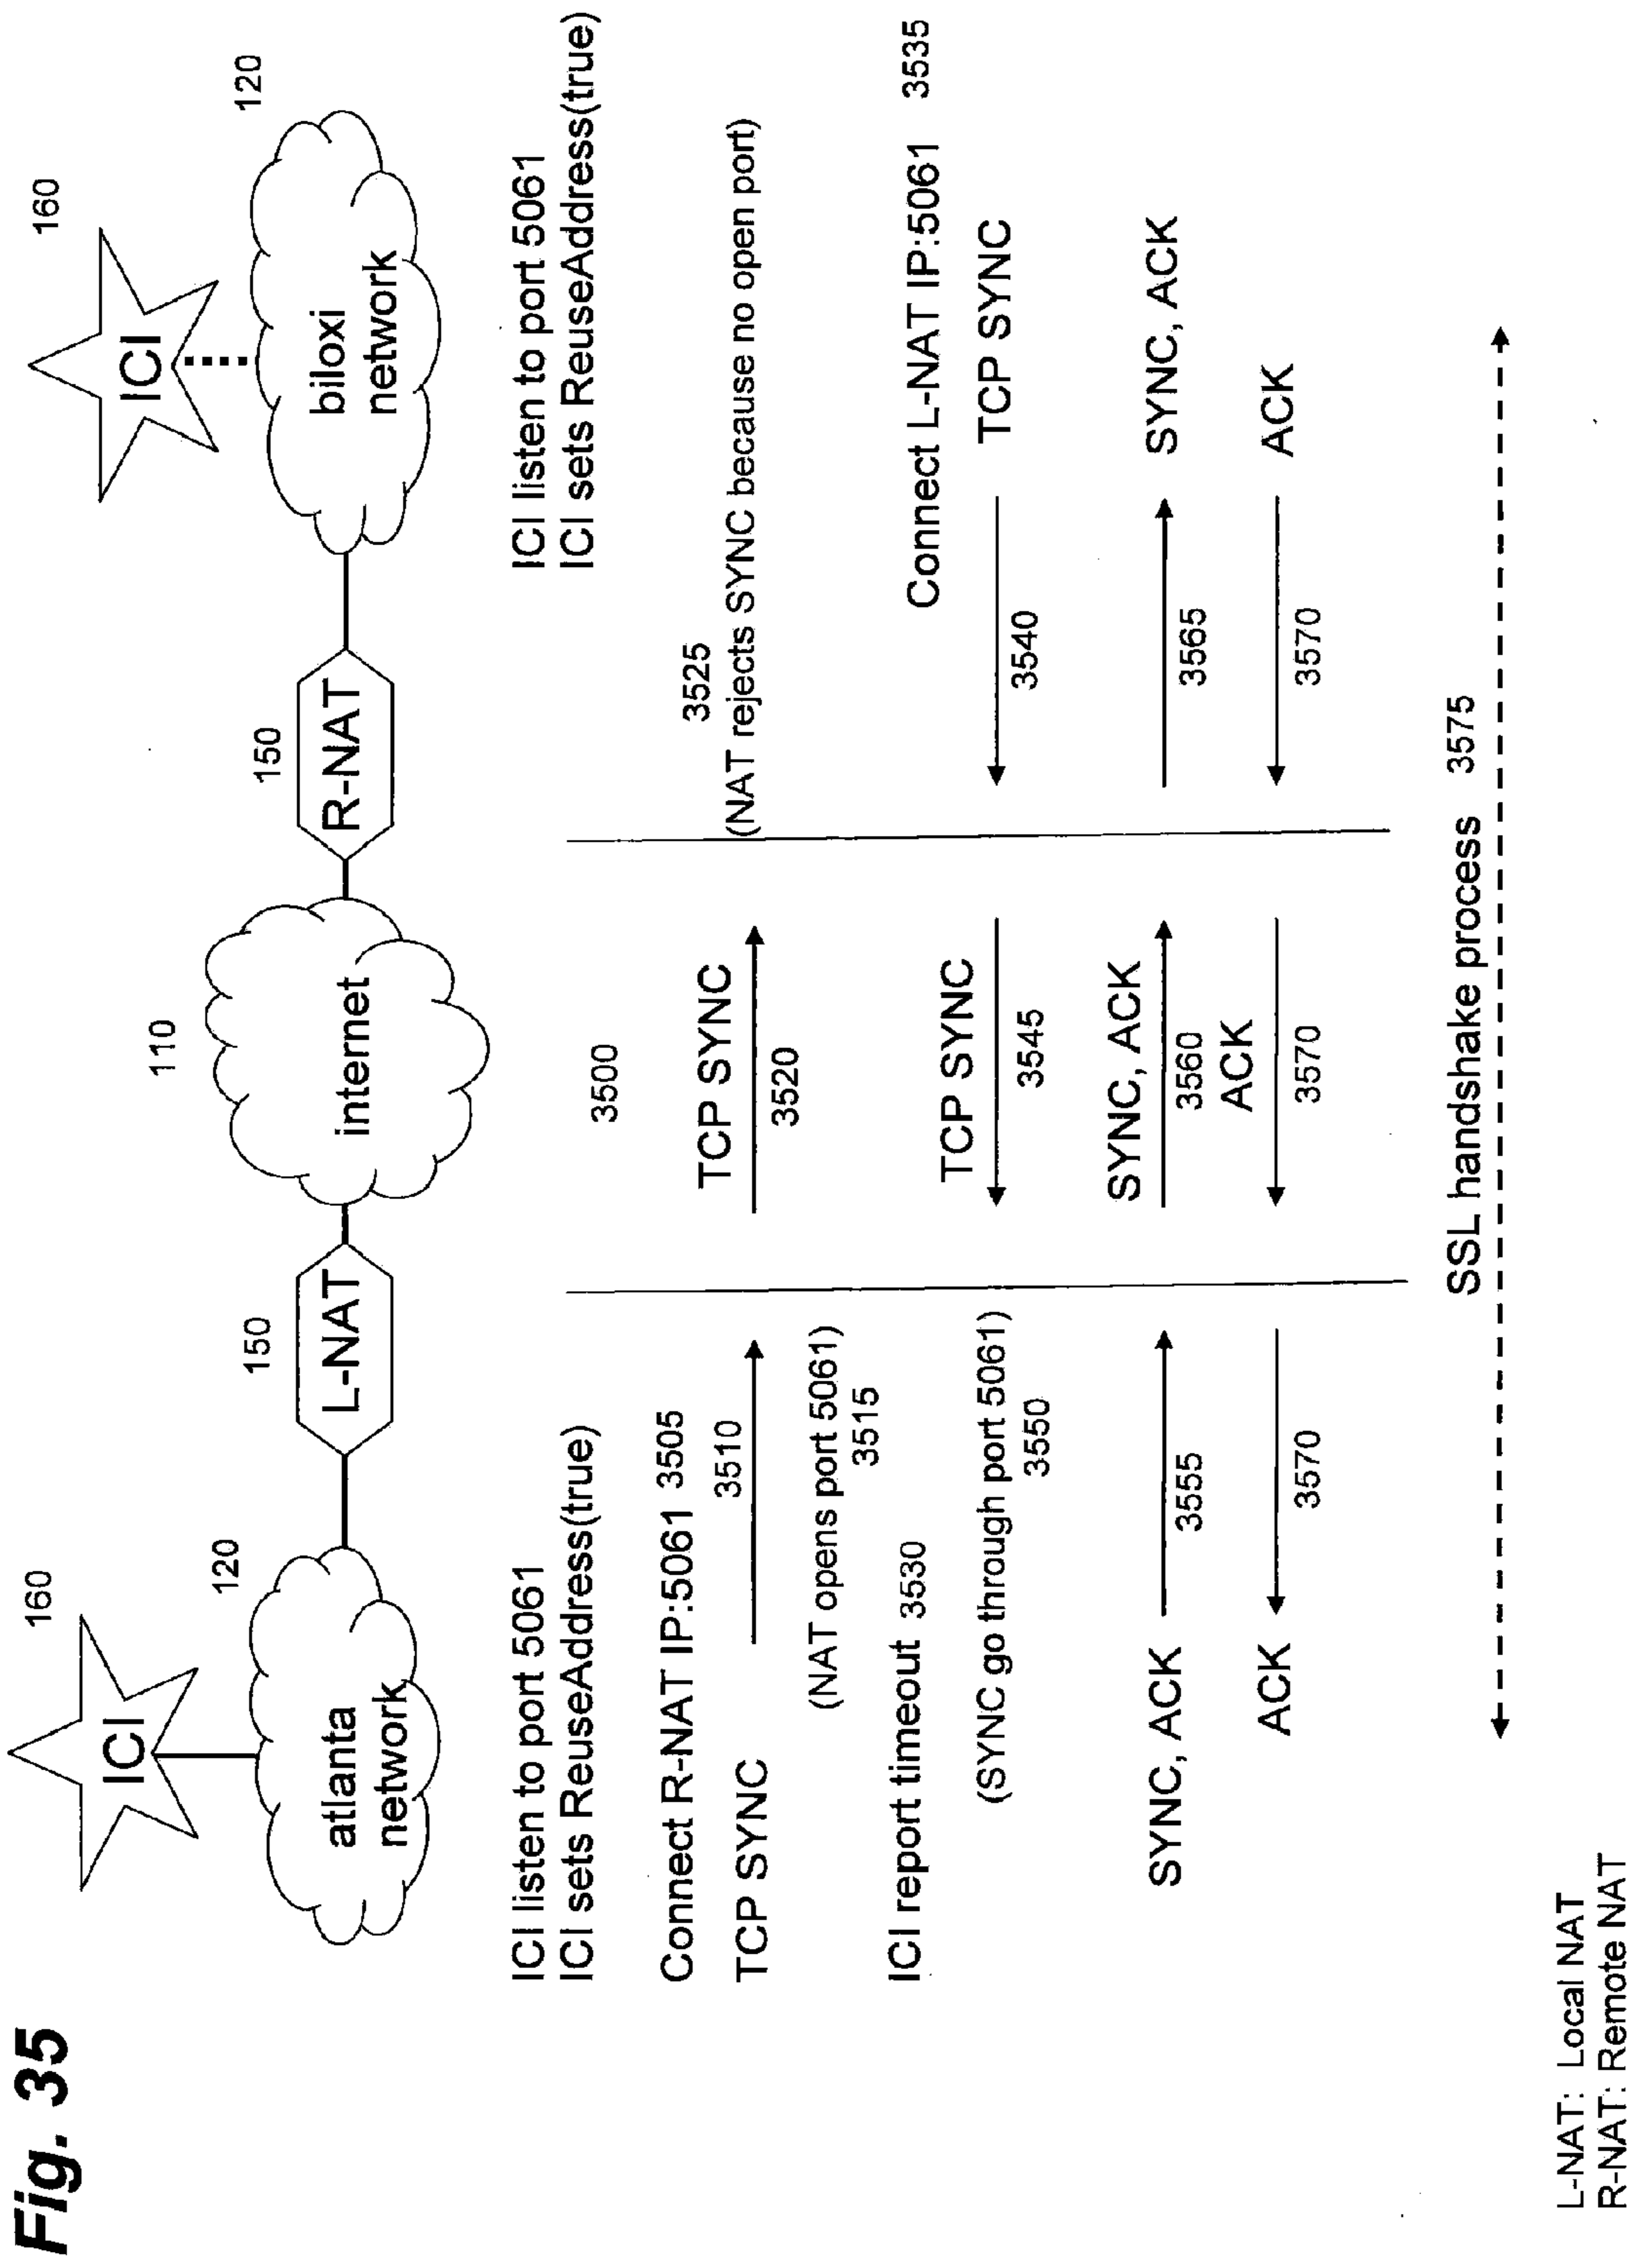 Fig. 35
160
160
ICI
ICI
120
120
150
110
150
atlanta
network
L-NAT
internet
R-NAT
biloxi
network
ICI listen to port 5061
ICI sets ReuseAddress(true)
ICI listen to port 5061
ICI sets ReuseAddress(true)
3500
Connect R-NAT IP:5061 3505
3525
3510
TCP SYNC
TCP SYNC
(NAT rejects SYNC because no open port)
3520
(NAT opens port 5061)
3515
ICI report timeout 3530
Connect L-NAT IP:5061 3535
TCP SYNC
TCP SYNC
(SYNC go through port 5061)
3550
3545
3540
SYNC, ACK
SYNC, ACK
SYNC, ACK
3555
3560
3565
ACK
ACK
ACK
3570
3570
3570
SSL handshake process 3575
L-NAT: Local NAT
R-NAT: Remote NAT